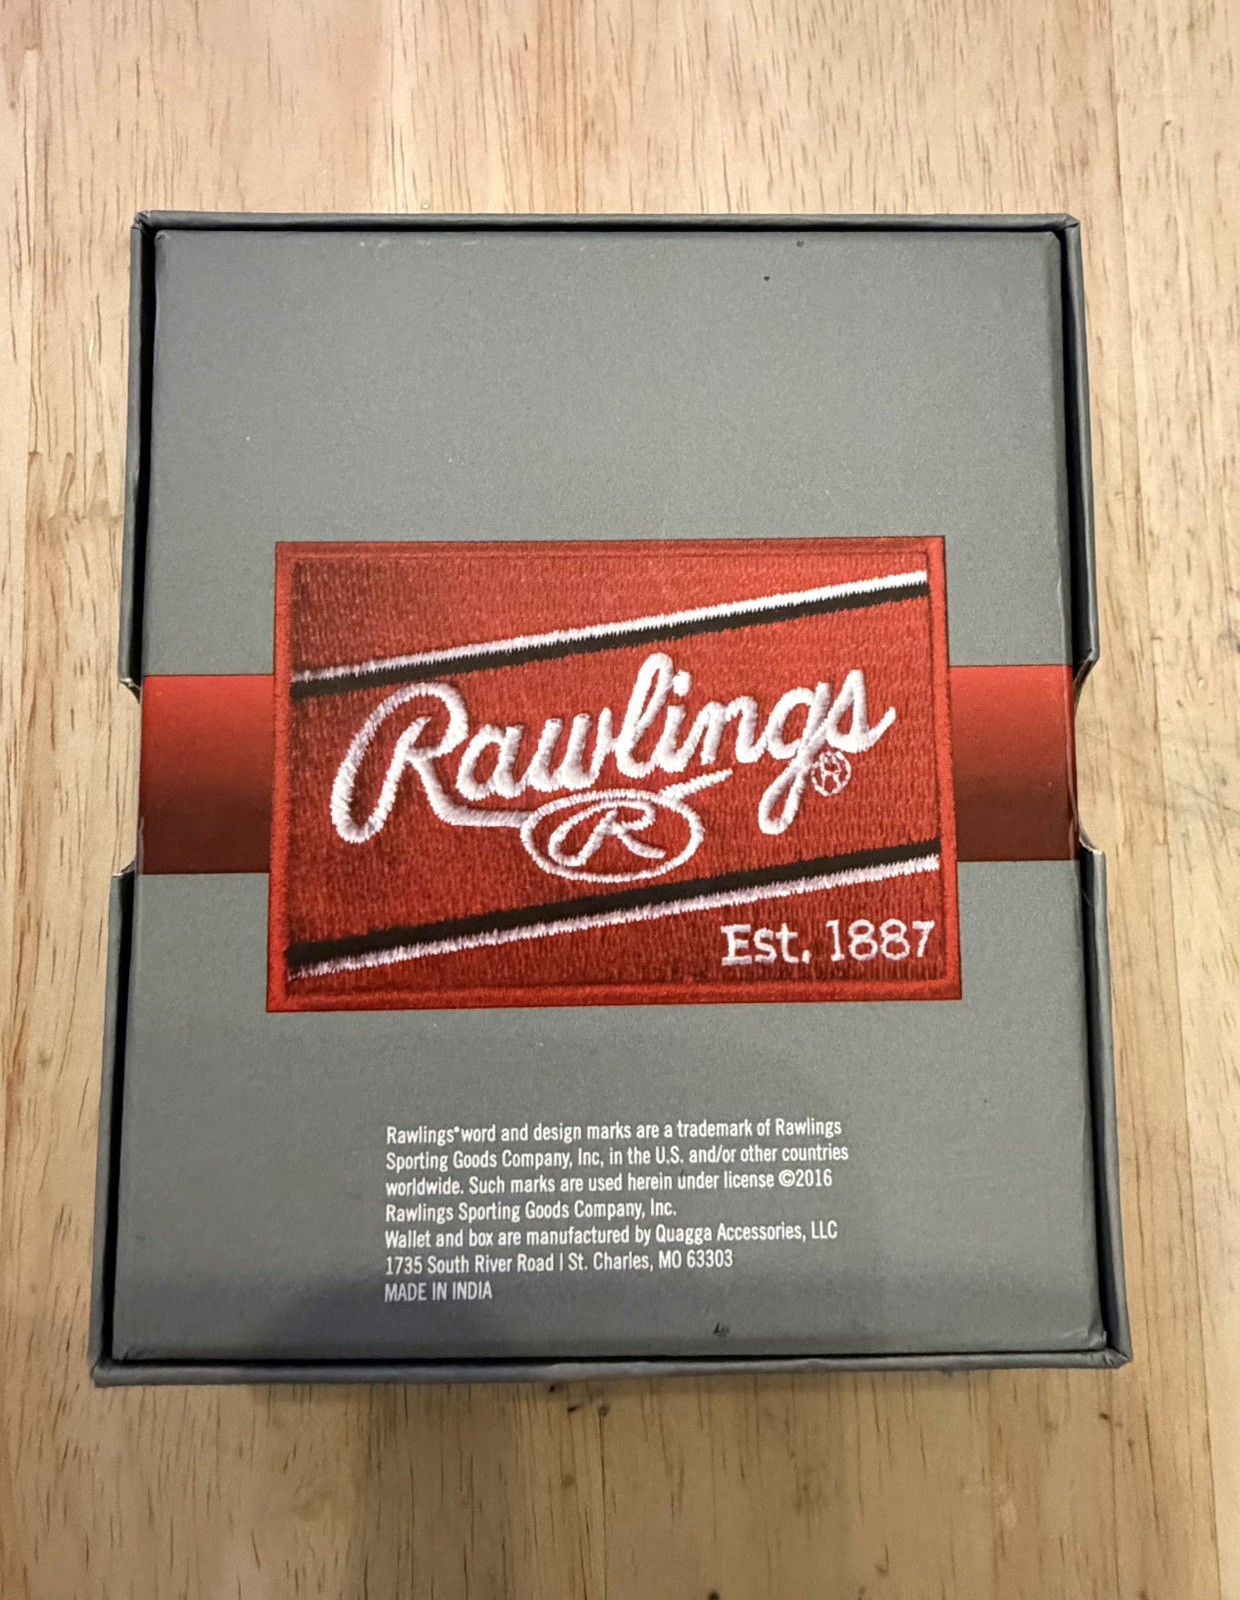 Rawlings®
R
Est. 1887
Rawlings® word and design marks are a trademark of Rawlings
Sporting Goods Company, Inc, in the U.S. and/or other countries
worldwide. Such marks are used herein under license ©2016
Rawlings Sporting Goods Company, Inc.
Wallet and box are manufactured by Quagga Accessories, LLC
1735 South River Road | St. Charles, MO 63303
MADE IN INDIA